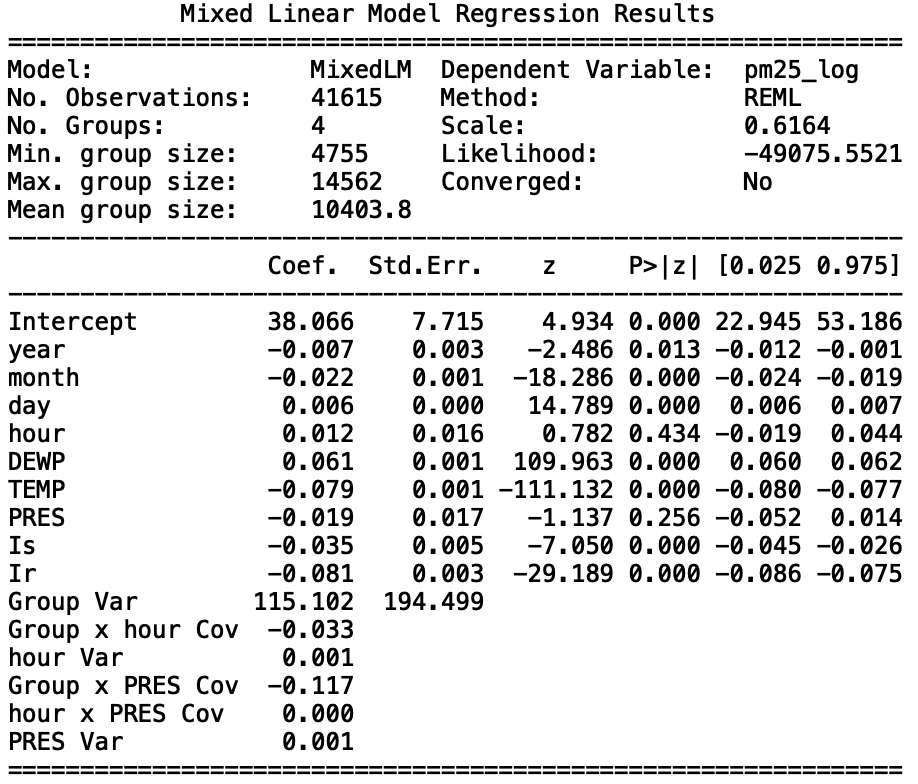 Mixed Linear Model Regression Results
================================================================
Model:               MixedLM  Dependent Variable:  pm25_log
No. Observations:    41615    Method:              REML
No. Groups:          4        Scale:               0.6164
Min. group size:     4755     Likelihood:          -49075.5521
Max. group size:     14562    Converged:           No
Mean group size:     10403.8
----------------------------------------------------------------
Coef.  Std.Err.    z     P>|z| [0.025 0.975]
----------------------------------------------------------------
Intercept         38.066    7.715    4.934 0.000 22.945 53.186
year              -0.007    0.003   -2.486 0.013 -0.012 -0.001
month             -0.022    0.001  -18.286 0.000 -0.024 -0.019
day                0.006    0.000   14.789 0.000  0.006  0.007
hour               0.012    0.016    0.782 0.434 -0.019  0.044
DEWP               0.061    0.001  109.963 0.000  0.060  0.062
TEMP              -0.079    0.001 -111.132 0.000 -0.080 -0.077
PRES              -0.019    0.017   -1.137 0.256 -0.052  0.014
Is                -0.035    0.005   -7.050 0.000 -0.045 -0.026
Ir                -0.081    0.003  -29.189 0.000 -0.086 -0.075
Group Var        115.102  194.499
Group x hour Cov  -0.033
hour Var           0.001
Group x PRES Cov  -0.117
hour x PRES Cov    0.000
PRES Var           0.001
================================================================